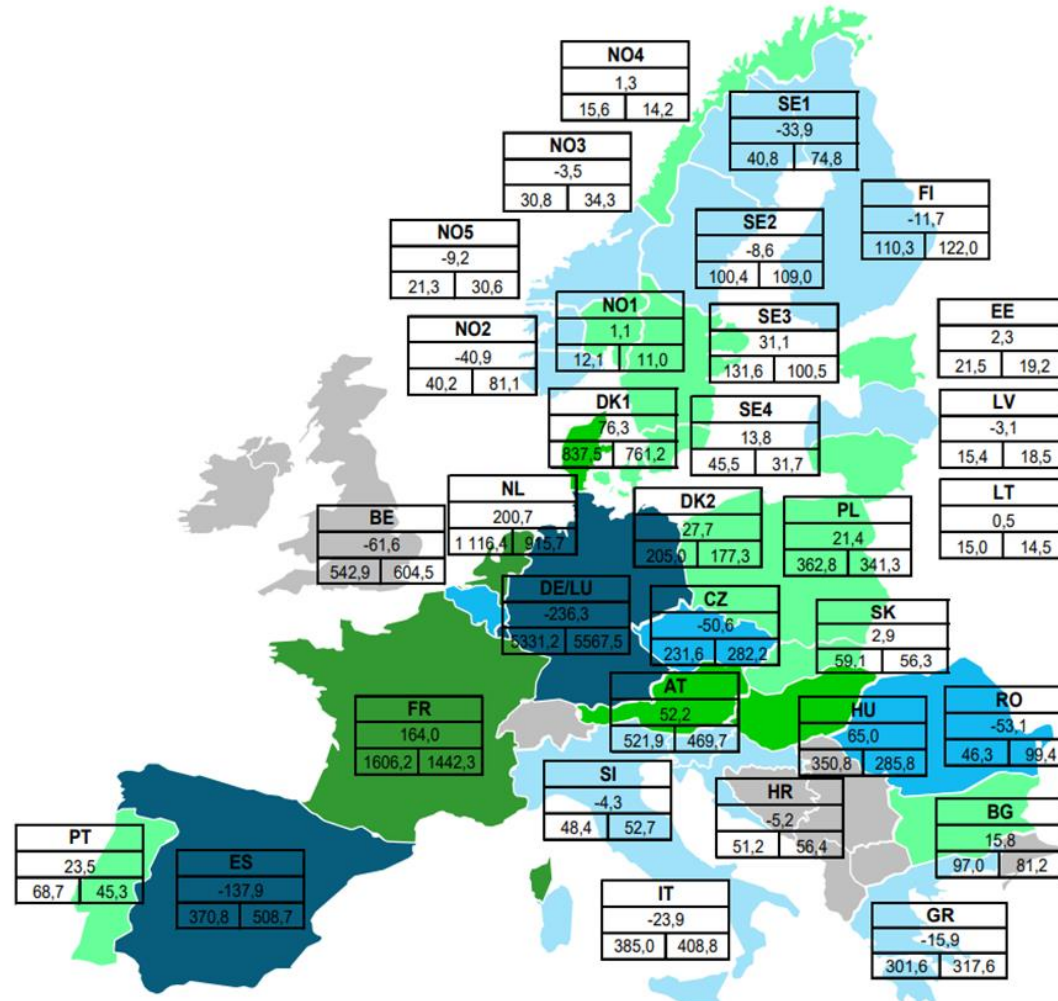 NO4
1,3
15,6 14,2
SE1
-33,9
40,8 74,8
NO3
-3,5
30,8 34,3
FI
-11,7
110,3 122,0
SE2
-8,6
100,4 109,0
NO5
-9,2
21,3 30,6
NO1
1,1
12,1 11,0
SE3
31,1
131,6 100,5
EE
2,3
21,5 19,2
NO2
-40,9
40,2 81,1
DK1
76,3
837,5 761,2
SE4
13,8
45,5 31,7
LV
-3,1
15,4 18,5
NL
200,7
1 116,4 915,7
DK2
27,7
205,0 177,3
PL
21,4
362,8 341,3
LT
0,5
15,0 14,5
BE
-61,6
542,9 604,5
DE/LU
-236,3
5331,2 5567,5
CZ
-50,6
231,6 282,2
SK
2,9
59,1 56,3
AT
52,2
521,9 469,7
FR
164,0
1606,2 1442,3
HU
65,0
350,8 285,8
RO
-53,1
46,3 99,4
SI
-4,3
48,4 52,7
HR
-5,2
51,2 56,4
BG
15,8
97,0 81,2
PT
23,5
68,7 45,3
ES
-137,9
370,8 508,7
IT
-23,9
385,0 408,8
GR
-15,9
301,6 317,6